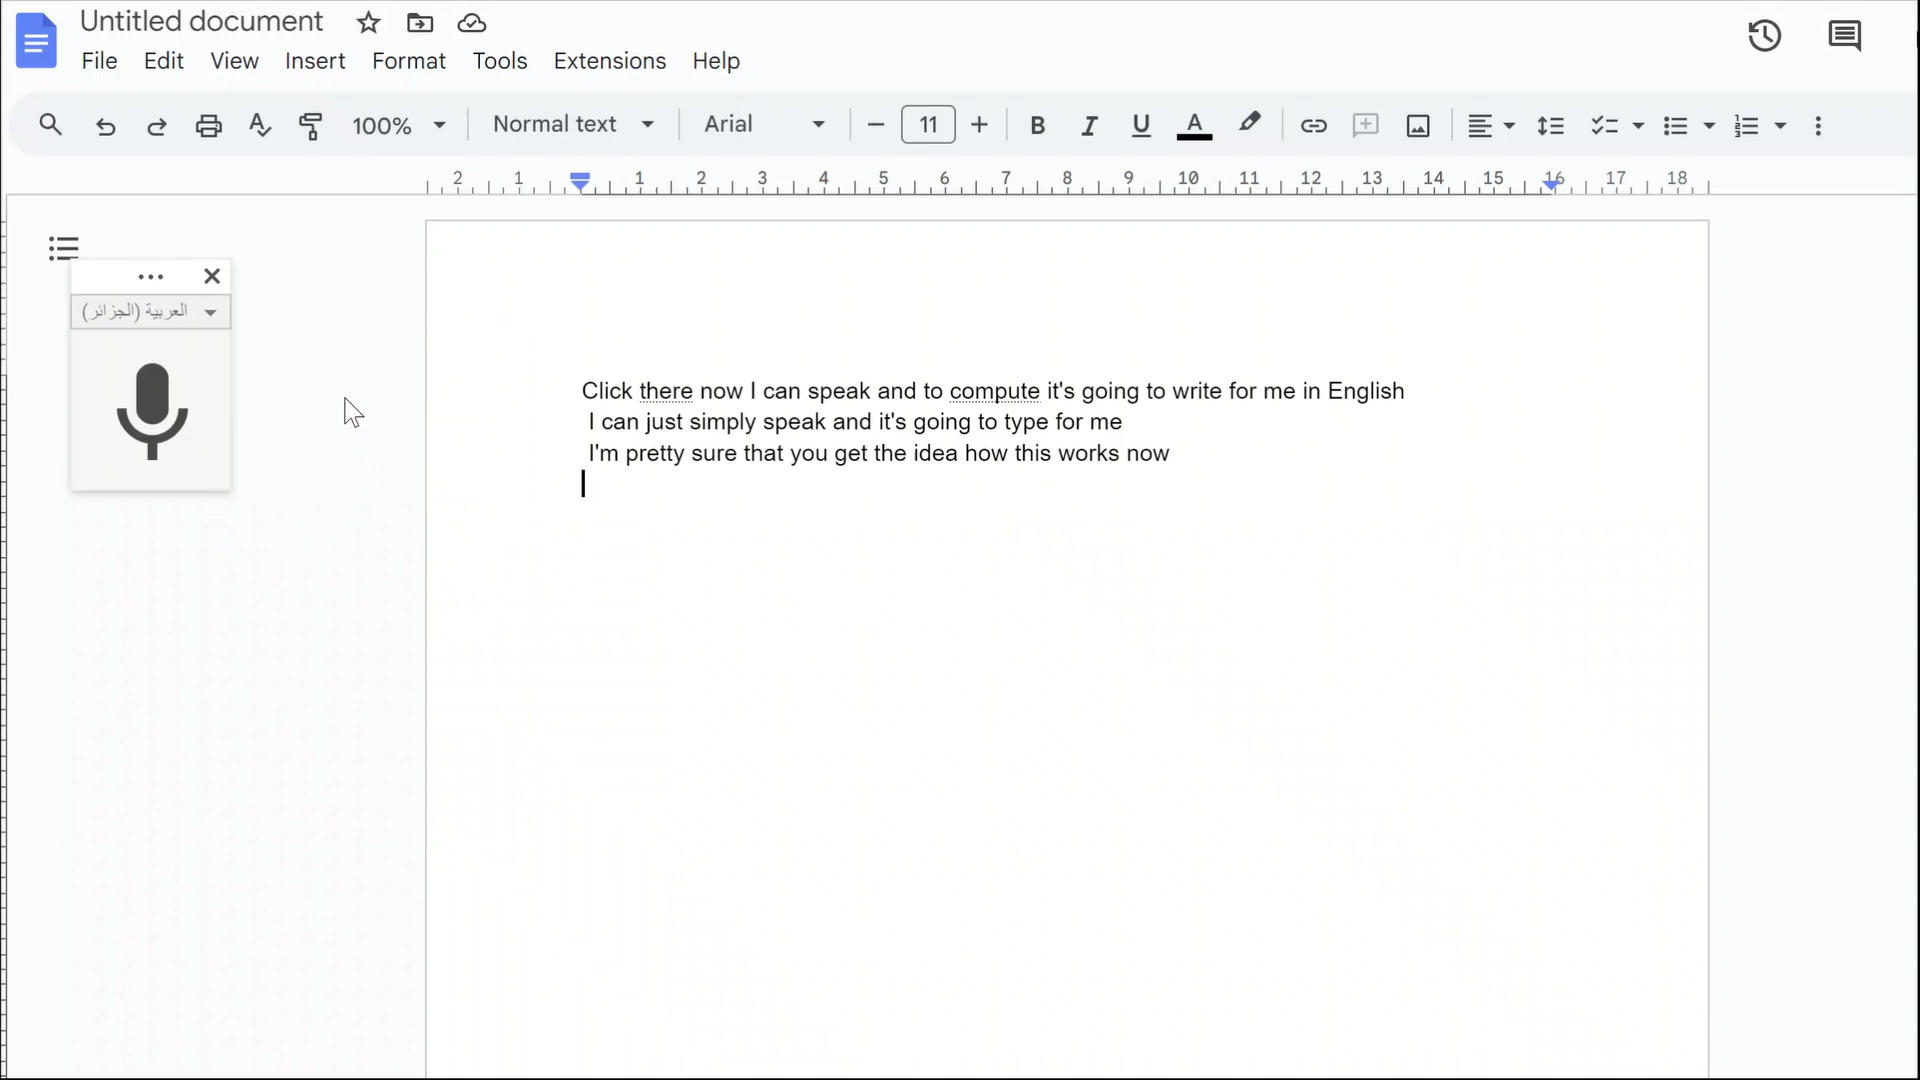 Untitled document
File Edit View Insert Format Tools Extensions Help
100% Normal text Arial 11 B I U A
2 1 1 2 3 4 5 6 7 8 9 10 11 12 13 14 15 16 17 18
العربية (الجزائر)
Click there now I can speak and to compute it's going to write for me in English
I can just simply speak and it's going to type for me
I'm pretty sure that you get the idea how this works now